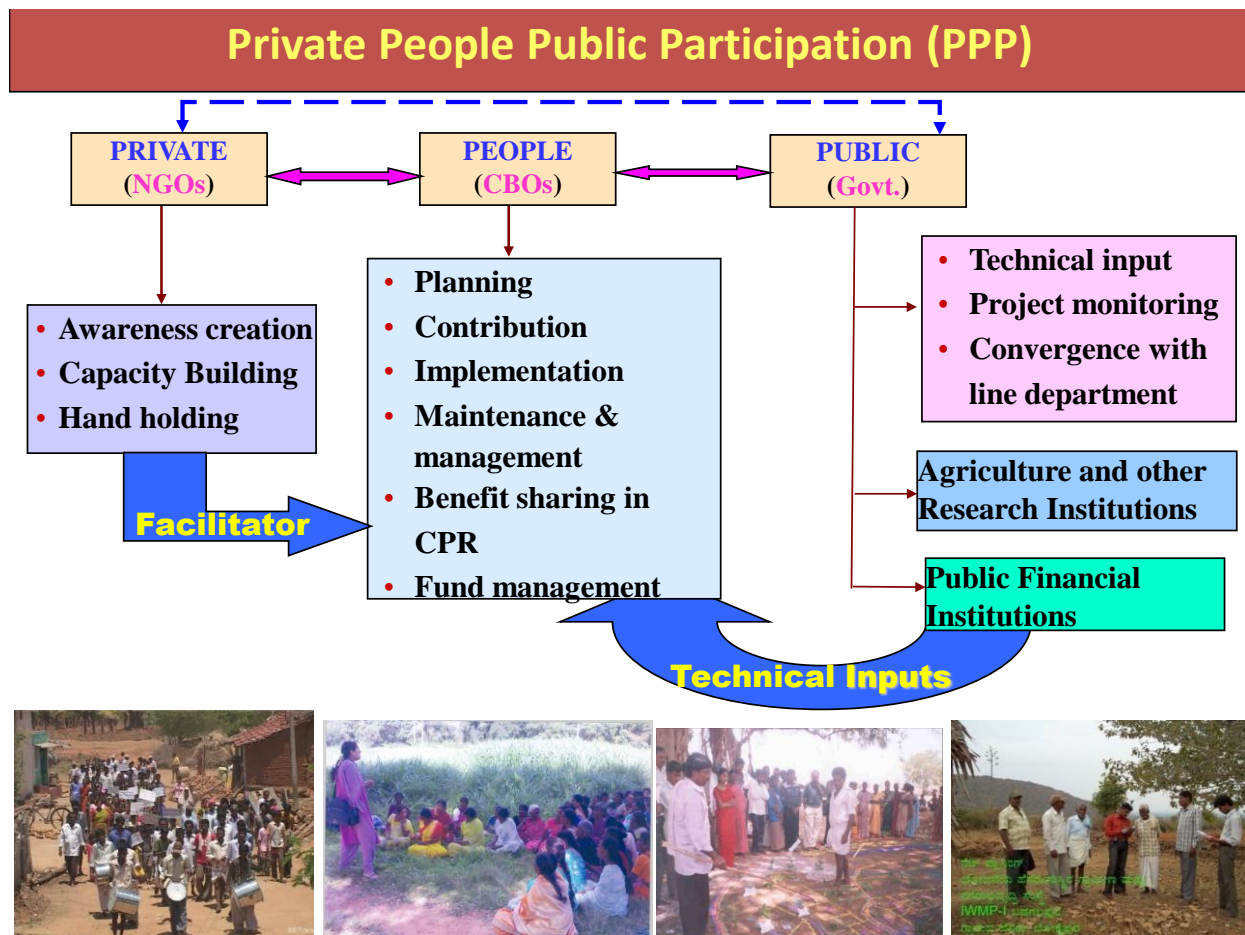 Private People Public Participation (PPP)
PRIVATE
(NGOs)
PEOPLE
(CBOs)
PUBLIC
(Govt.)
• Awareness creation
• Capacity Building
• Hand holding
Facilitator
• Planning
• Contribution
• Implementation
• Maintenance &
management
• Benefit sharing in
CPR
• Fund management
• Technical input
• Project monitoring
• Convergence with
line department
Agriculture and other
Research Institutions
Public Financial
Institutions
Technical Inputs
IWMP-I